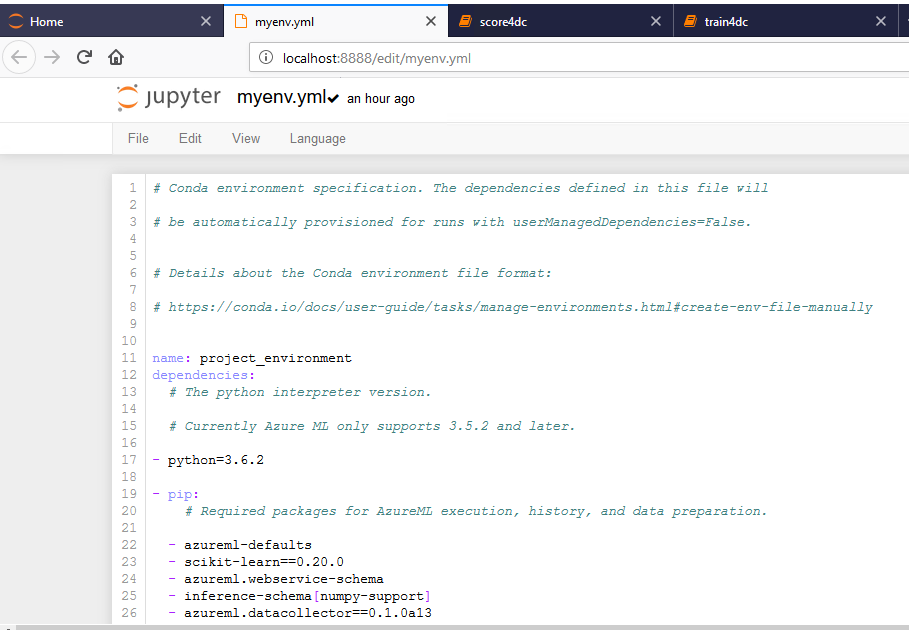 Home
myenv.yml
score4dc
train4dc
localhost:8888/edit/myenv.yml
jupyter myenv.yml an hour ago
File Edit View Language
1 # Conda environment specification. The dependencies defined in this file will
2
3 # be automatically provisioned for runs with userManagedDependencies=False.
4
5
6 # Details about the Conda environment file format:
7
8 # https://conda.io/docs/user-guide/tasks/manage-environments.html#create-env-file-manually
9
10
11 name: project_environment
12 dependencies:
13 # The python interpreter version.
14
15 # Currently Azure ML only supports 3.5.2 and later.
16
17 - python=3.6.2
18
19 - pip:
20 # Required packages for AzureML execution, history, and data preparation.
21
22 - azureml-defaults
23 - scikit-learn==0.20.0
24 - azureml.webservice-schema
25 - inference-schema[numpy-support]
26 - azureml.datacollector==0.1.0a13